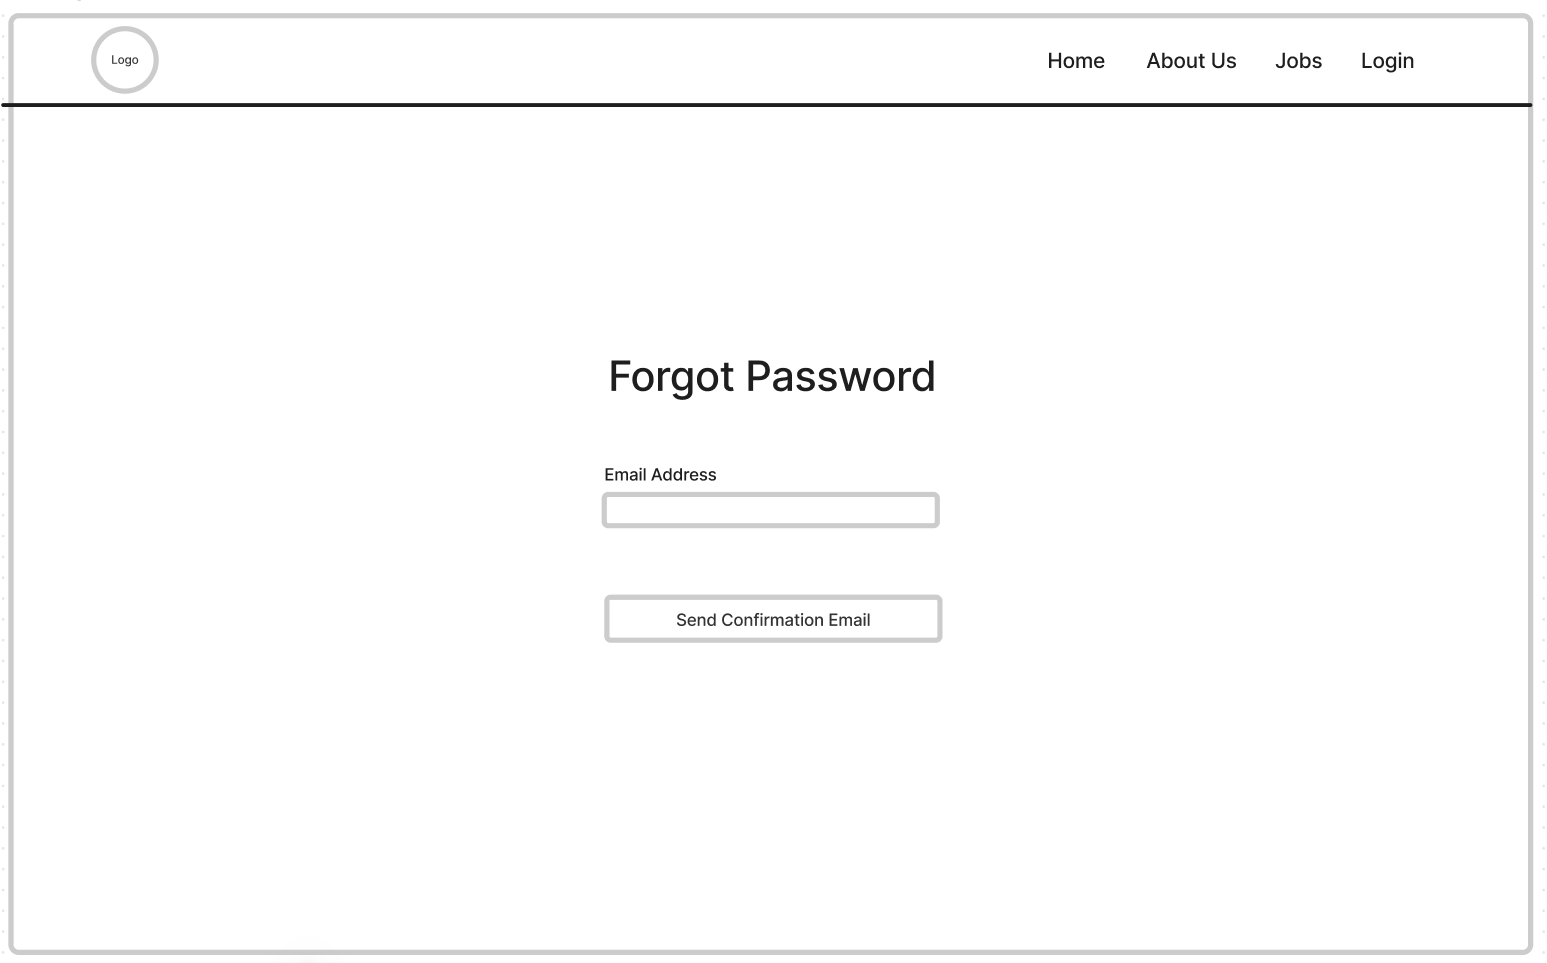 Logo
Home About Us Jobs Login
Forgot Password
Email Address
Send Confirmation Email